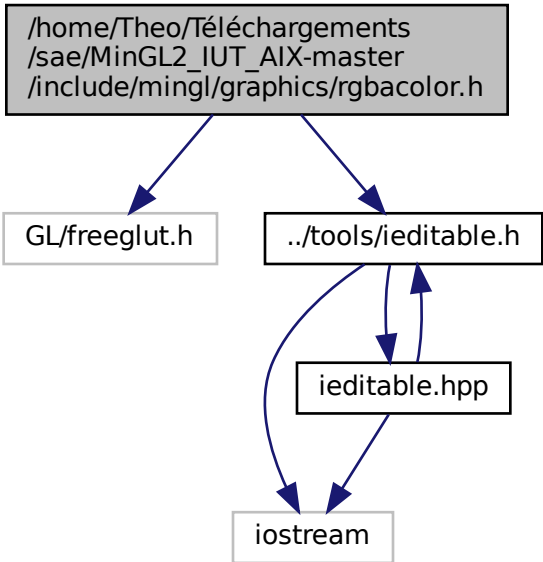 /home/Theo/Téléchargements
/sae/MinGL2_IUT_AIX-master
/include/mingl/graphics/rgbacolor.h
GL/freeglut.h
../tools/ieditable.h
ieditable.hpp
iostream